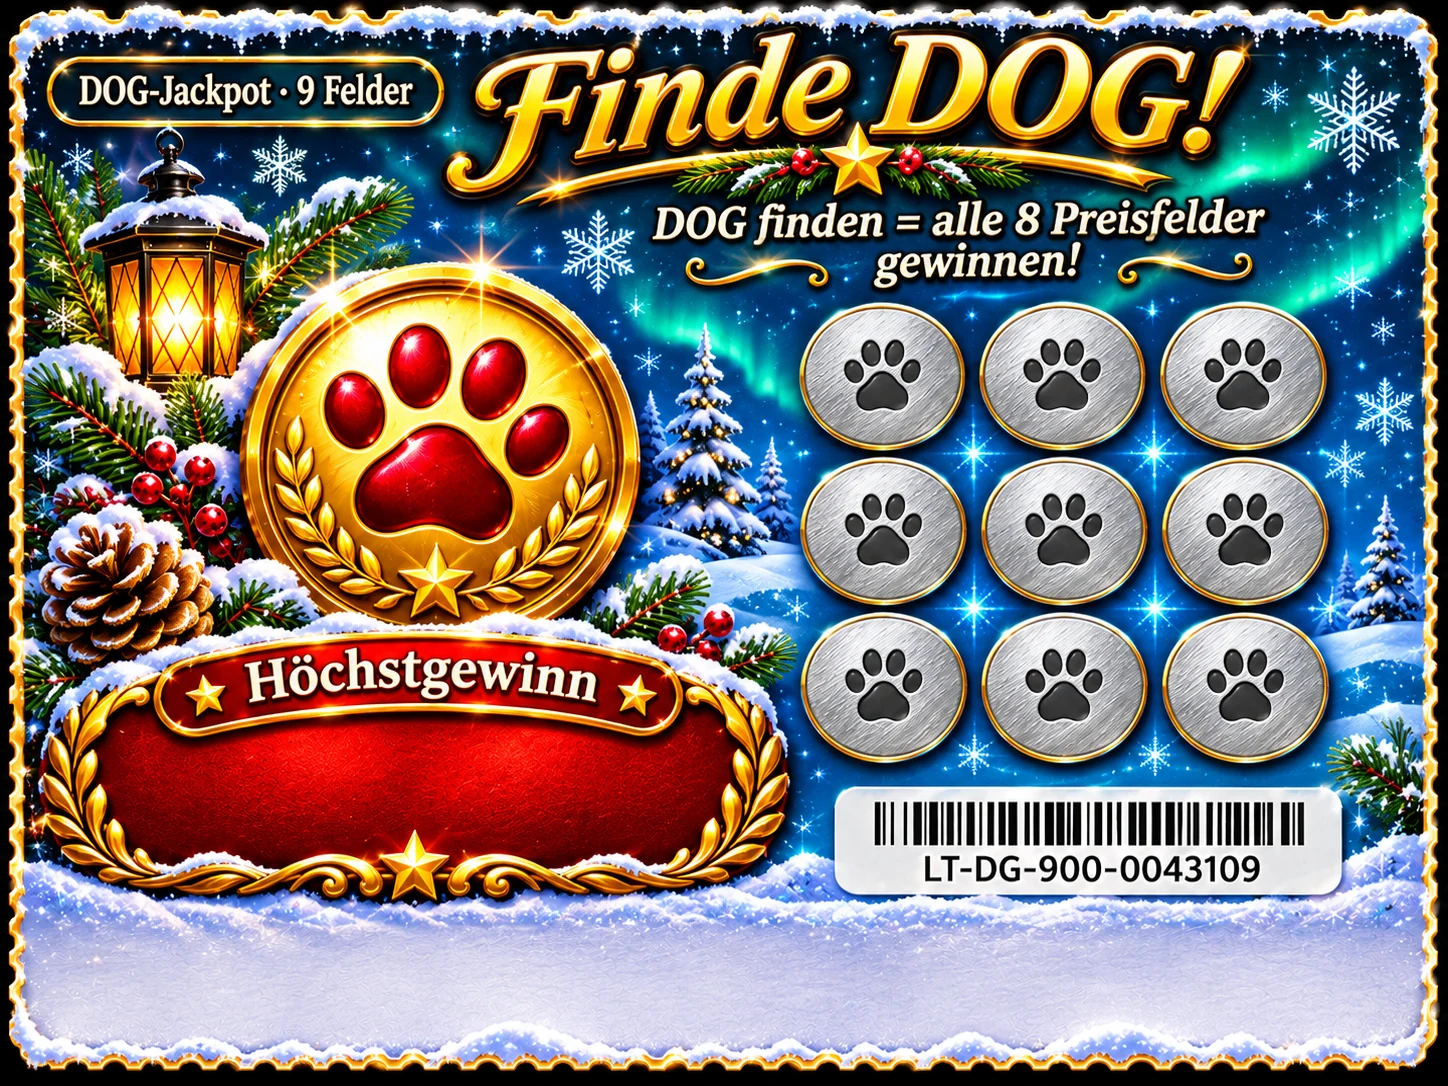 DOG-Jackpot · 9 Felder
Finde DOG!
DOG finden = alle 8 Preisfelder
gewinnen!
Höchstgewinn
LT-DG-900-0043109